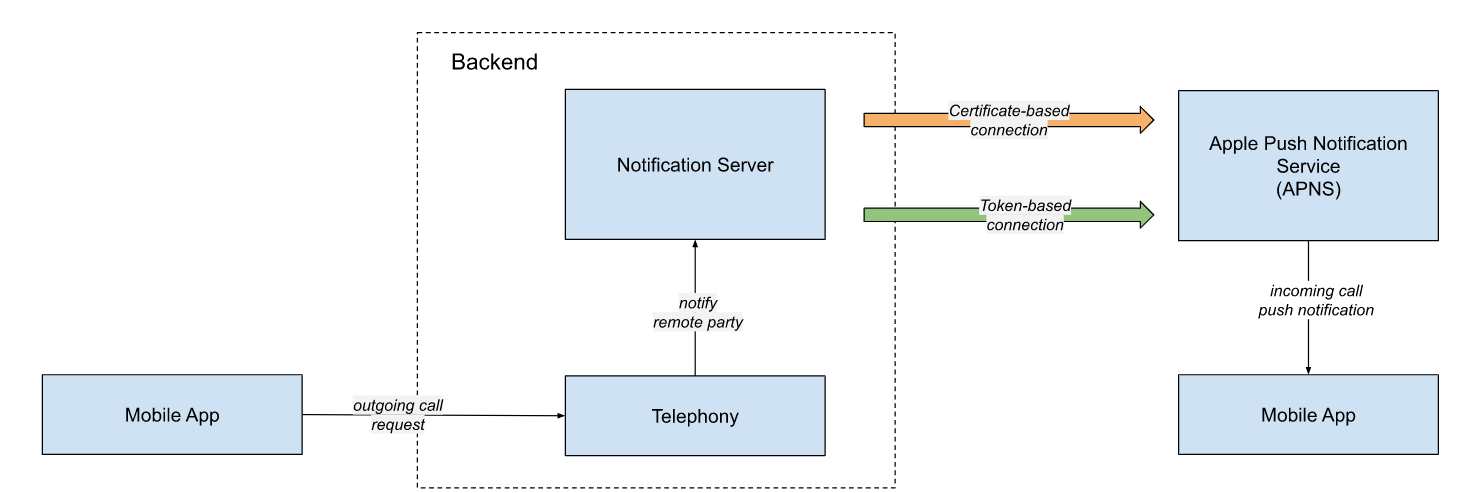 Backend
Notification Server
Certificate-based
connection
Token-based
connection
Apple Push Notification
Service
(APNS)
notify
remote party
incoming call
push notification
Mobile App
outgoing call
request
Telephony
Mobile App